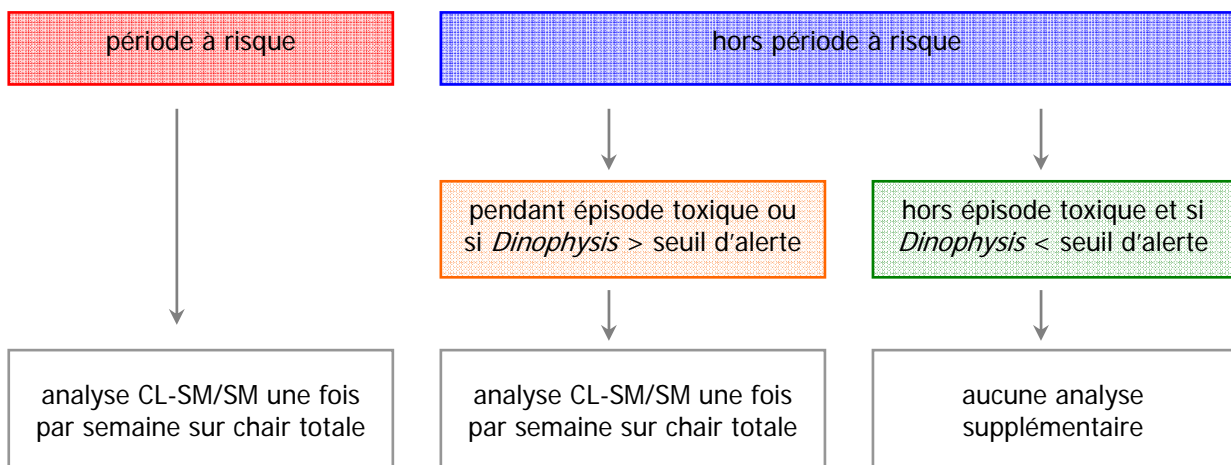 période à risque
hors période à risque
pendant épisode toxique ou
si Dinophysis > seuil d'alerte
hors épisode toxique et si
Dinophysis < seuil d'alerte
analyse CL-SM/SM une fois
par semaine sur chair totale
analyse CL-SM/SM une fois
par semaine sur chair totale
aucune analyse
supplémentaire